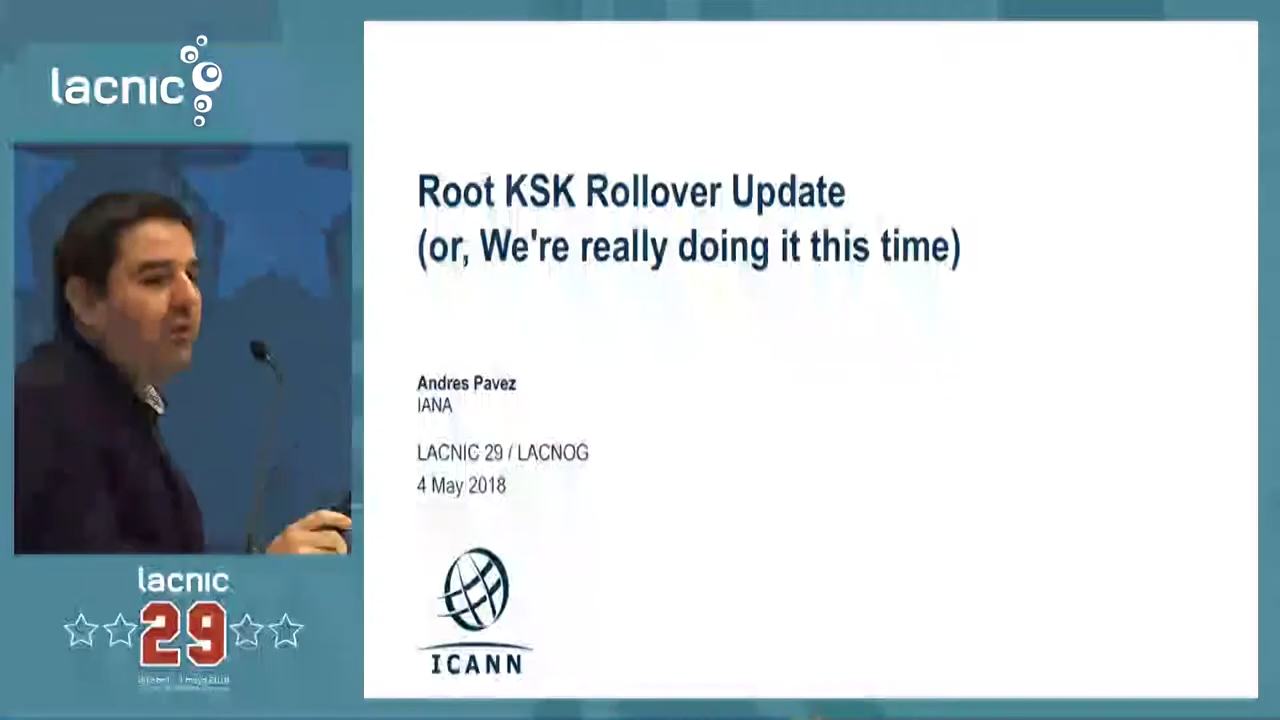 lacnic
Root KSK Rollover Update
(or, We're really doing it this time)
Andres Pavez
IANA
LACNIC 29 / LACNOG
4 May 2018
ICANN
lacnic
29